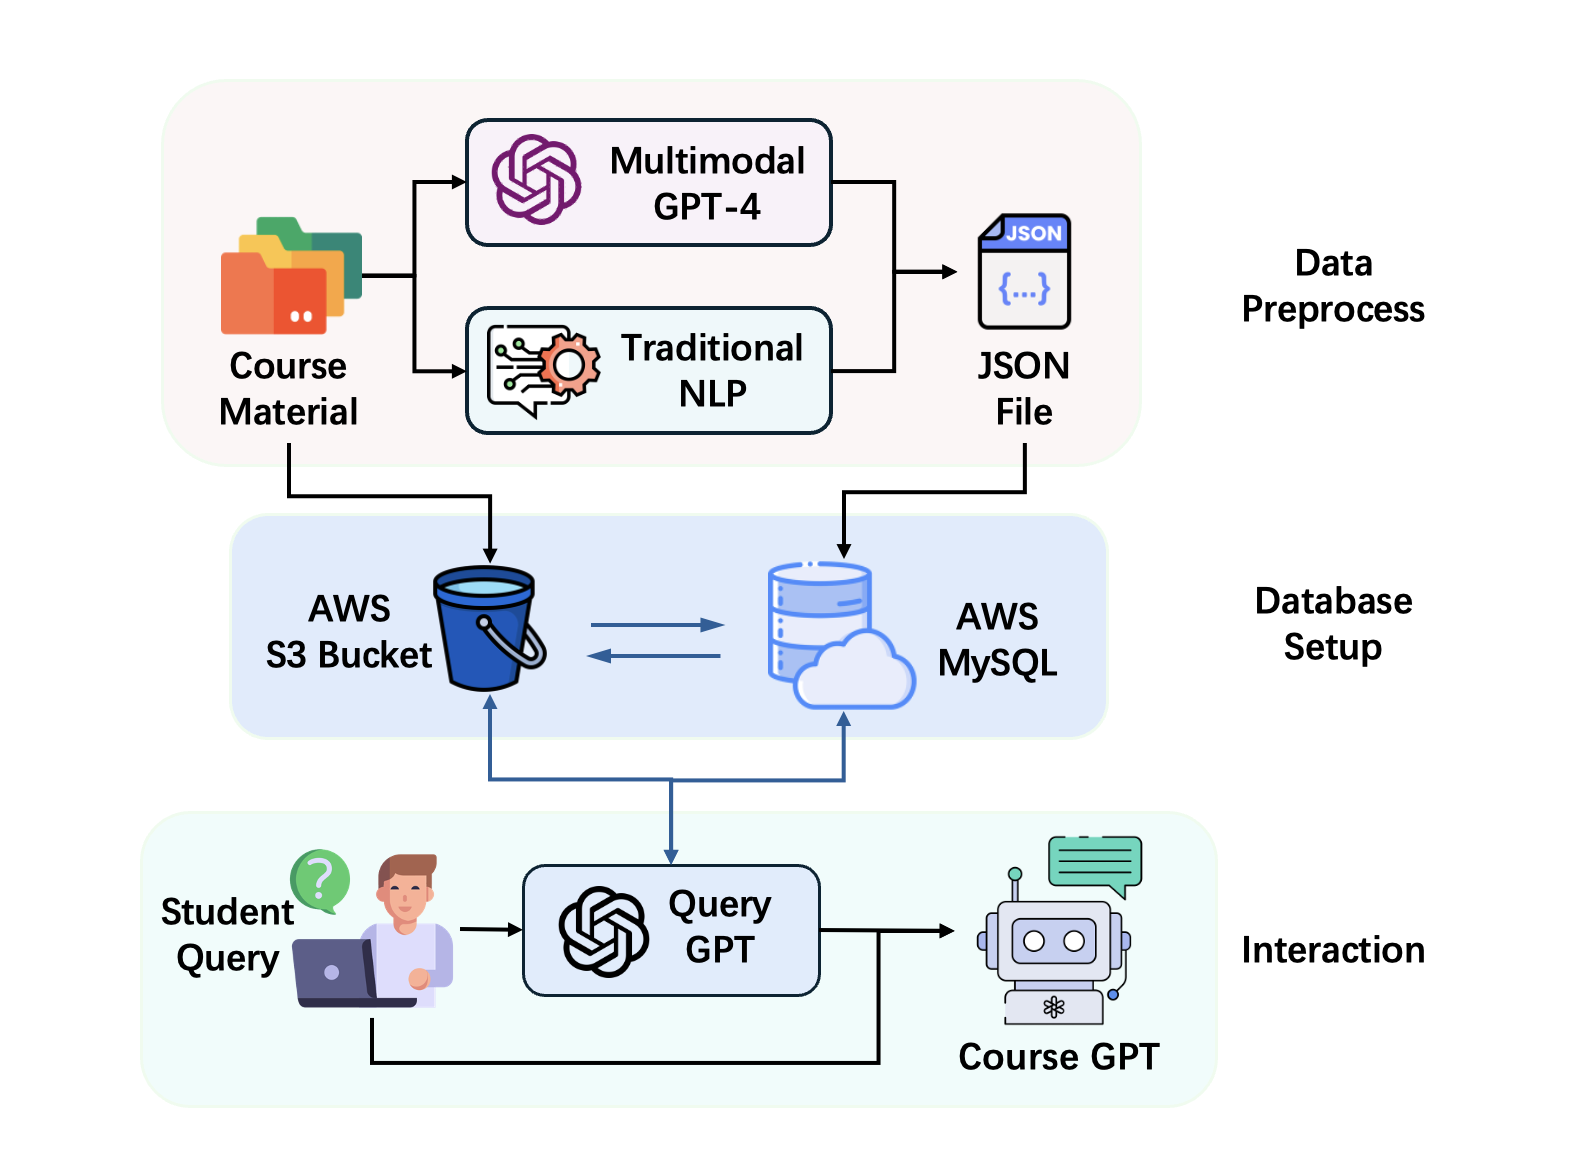 Multimodal
GPT-4
JSON
{...}
Data
Preprocess
Traditional
NLP
Course
Material
JSON
File
AWS
S3 Bucket
AWS
MySQL
Database
Setup
?
Student
Query
Query
GPT
Interaction
Course GPT